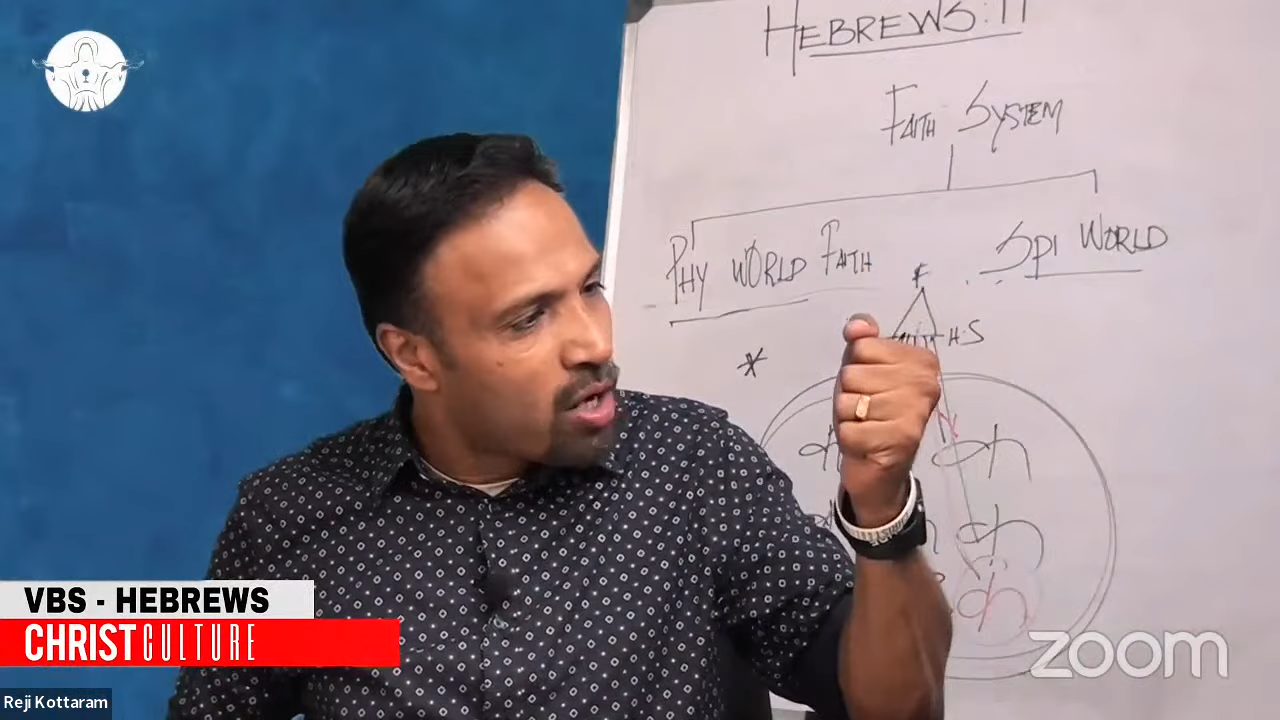 HEBREWS: 11
FAITH SYSTEM
PHY WORLD FAITH
SPI WORLD
F
H.S
VBS - HEBREWS
CHRIST CULTURE
zoom
Reji Kottaram